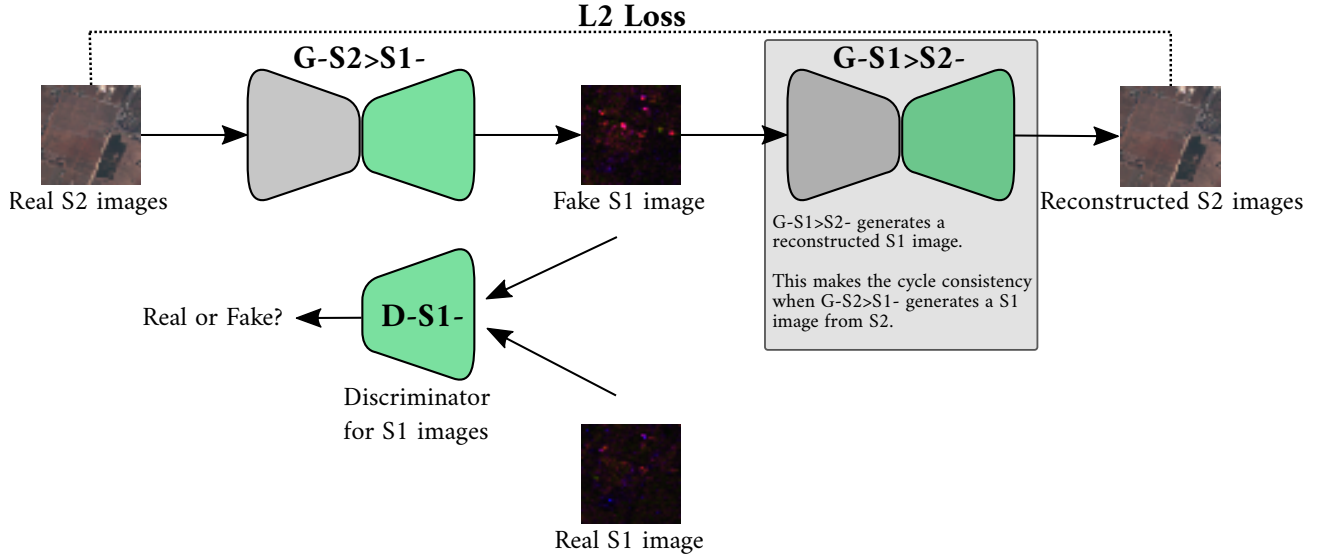 L2 Loss
G-S2>S1-
G-S1>S2-
Real S2 images
Fake S1 image
Reconstructed S2 images
G-S1>S2- generates a
reconstructed S1 image.
This makes the cycle consistency
when G-S2>S1- generates a S1
image from S2.
Real or Fake?
D-S1-
Discriminator
for S1 images
Real S1 image